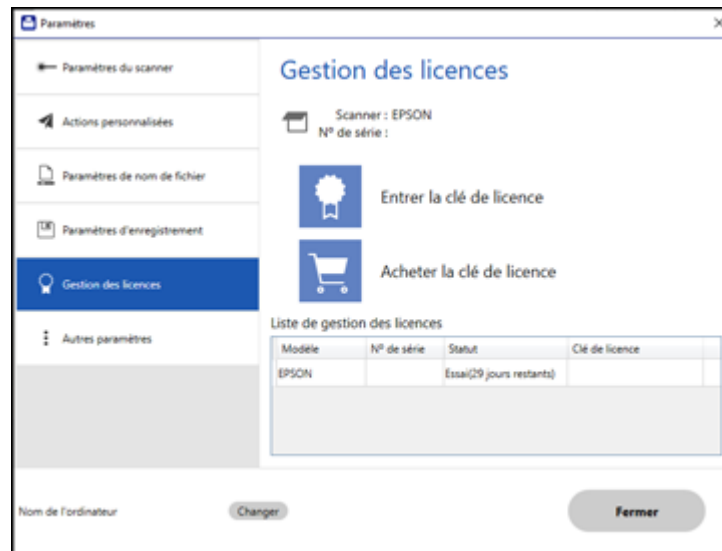 Paramètres
Paramètres du scanner
Actions personnalisées
Paramètres de nom de fichier
Paramètres d'enregistrement
Gestion des licences
Autres paramètres
Gestion des licences
Scanner : EPSON
Nº de série :
Entrer la clé de licence
Acheter la clé de licence
Liste de gestion des licences
Modèle Nº de série Statut Clé de licence
EPSON Essai(29 jours restants)
Nom de l'ordinateur Changer Fermer